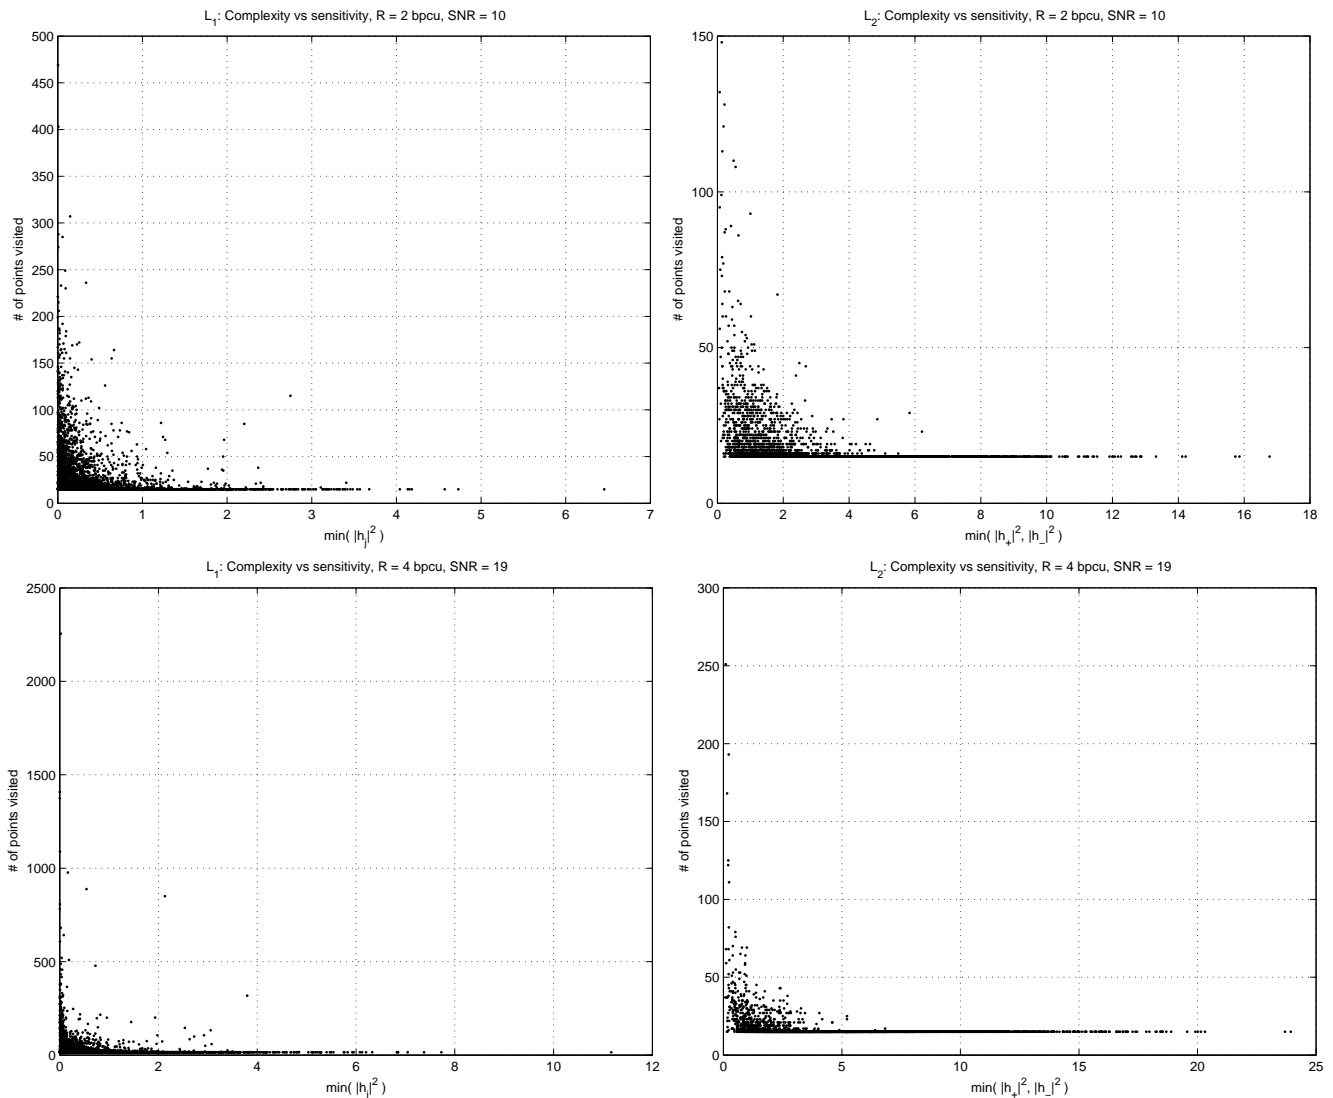 L1: Complexity vs sensitivity, R = 2 bpcu, SNR = 10
500
450
400
350
300
250
200
150
100
50
0
# of points visited
0 1 2 3 4 5 6 7
min( |h_j|^2 )
L2: Complexity vs sensitivity, R = 2 bpcu, SNR = 10
150
100
50
0
# of points visited
0 2 4 6 8 10 12 14 16 18
min( |h_+|^2, |h_-|^2 )
L1: Complexity vs sensitivity, R = 4 bpcu, SNR = 19
2500
2000
1500
1000
500
0
# of points visited
0 2 4 6 8 10 12
min( |h_j|^2 )
L2: Complexity vs sensitivity, R = 4 bpcu, SNR = 19
300
250
200
150
100
50
0
# of points visited
0 5 10 15 20 25
min( |h_+|^2, |h_-|^2 )